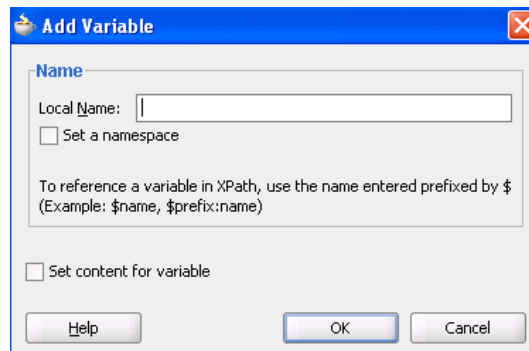 Add Variable
Name
Local Name:
Set a namespace
To reference a variable in XPath, use the name entered prefixed by $
(Example: $name, $prefix:name)
Set content for variable
Help OK Cancel